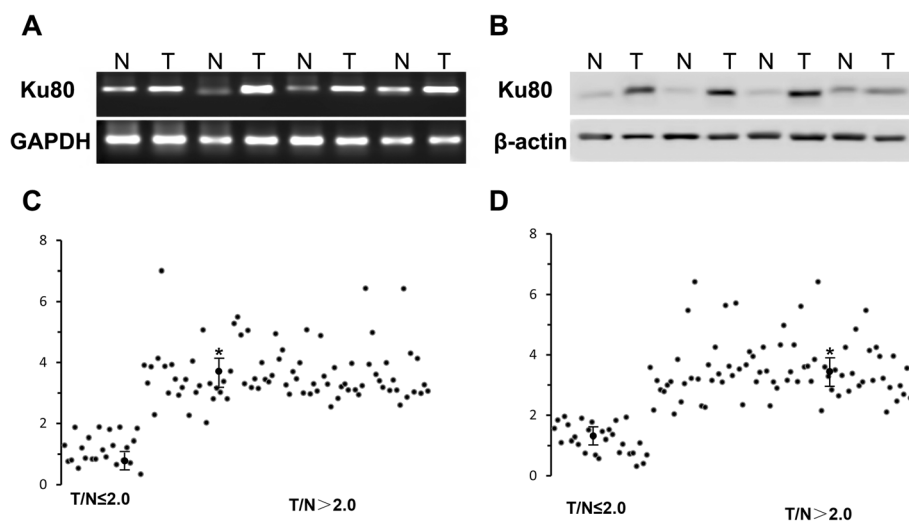 A
N T N T N T N T
Ku80
GAPDH
B
N T N T N T N T
Ku80
β-actin
C
8
6
4
2
0
*
T/N≤2.0
T/N>2.0
D
8
6
4
2
0
*
T/N≤2.0
T/N>2.0